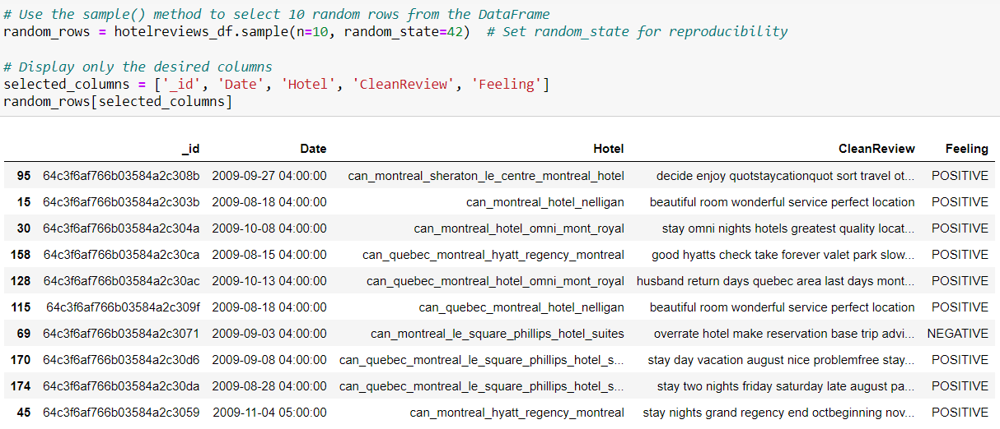 # Use the sample() method to select 10 random rows from the DataFrame
random_rows = hotelreviews_df.sample(n=10, random_state=42)  # Set random_state for reproducibility
# Display only the desired columns
selected_columns = ['_id', 'Date', 'Hotel', 'CleanReview', 'Feeling']
random_rows[selected_columns]
_id Date Hotel CleanReview Feeling
95 64c3f6af766b03584a2c308b 2009-09-27 04:00:00 can_montreal_sheraton_le_centre_montreal_hotel decide enjoy quotstaycationquot sort travel ot... POSITIVE
15 64c3f6af766b03584a2c303b 2009-08-18 04:00:00 can_montreal_hotel_nelligan beautiful room wonderful service perfect location POSITIVE
30 64c3f6af766b03584a2c304a 2009-10-08 04:00:00 can_montreal_hotel_omni_mont_royal stay omni nights hotels greatest quality locat... POSITIVE
158 64c3f6af766b03584a2c30ca 2009-08-15 04:00:00 can_quebec_montreal_hyatt_regency_montreal good hyatts check take forever valet park slow... POSITIVE
128 64c3f6af766b03584a2c30ac 2009-10-13 04:00:00 can_quebec_montreal_hotel_omni_mont_royal husband return days quebec area last days mont... POSITIVE
115 64c3f6af766b03584a2c309f 2009-08-18 04:00:00 can_quebec_montreal_hotel_nelligan beautiful room wonderful service perfect location POSITIVE
69 64c3f6af766b03584a2c3071 2009-09-03 04:00:00 can_montreal_le_square_phillips_hotel_suites overrate hotel make reservation base trip advi... NEGATIVE
170 64c3f6af766b03584a2c30d6 2009-09-08 04:00:00 can_quebec_montreal_le_square_phillips_hotel_s... stay day vacation august nice problemfree stay... POSITIVE
174 64c3f6af766b03584a2c30da 2009-08-28 04:00:00 can_quebec_montreal_le_square_phillips_hotel_s... stay two nights friday saturday late august pa... POSITIVE
45 64c3f6af766b03584a2c3059 2009-11-04 05:00:00 can_montreal_hyatt_regency_montreal stay nights grand regency end octbeginning nov... POSITIVE